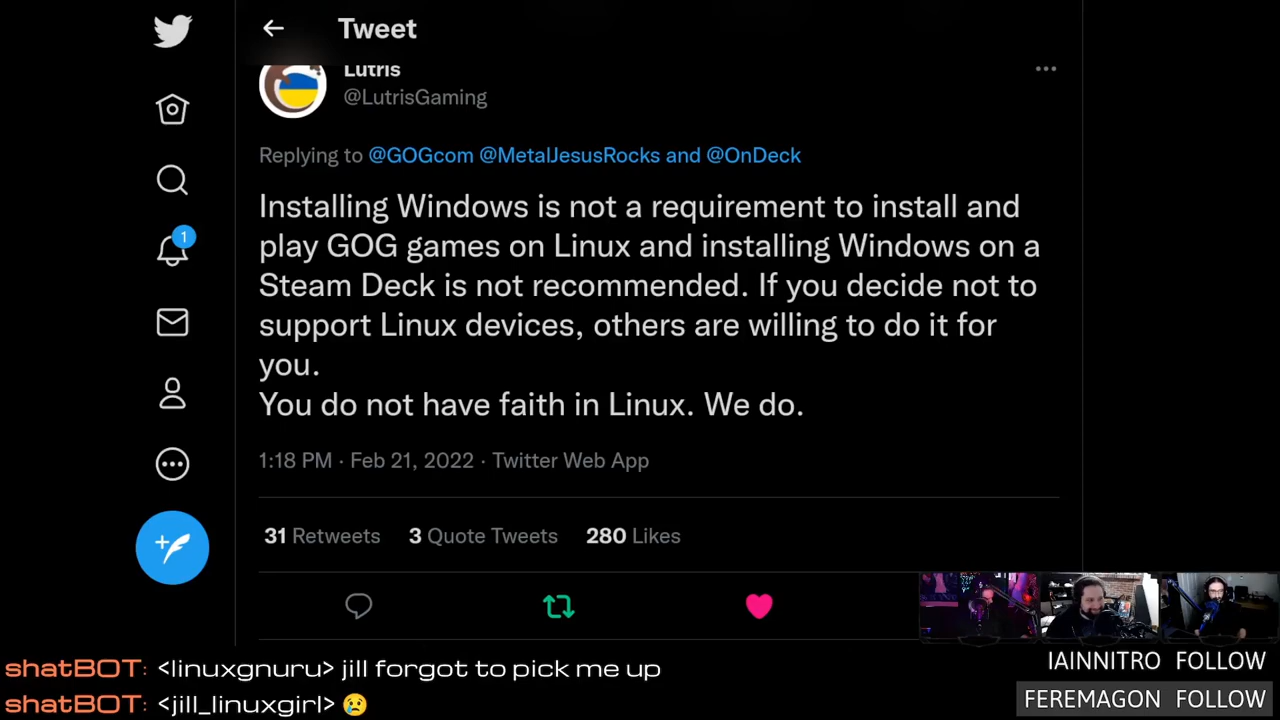 Tweet
Lutris
@LutrisGaming
Replying to @GOGcom @MetalJesusRocks and @OnDeck
Installing Windows is not a requirement to install and
play GOG games on Linux and installing Windows on a
Steam Deck is not recommended. If you decide not to
support Linux devices, others are willing to do it for
you.
You do not have faith in Linux. We do.
1
1:18 PM · Feb 21, 2022 · Twitter Web App
31 Retweets 3 Quote Tweets 280 Likes
shatBOT: <linuxgnuru> jill forgot to pick me up
shatBOT: <jill_linuxgirl> 😢
IAINNITRO FOLLOW
FEREMAGON FOLLOW